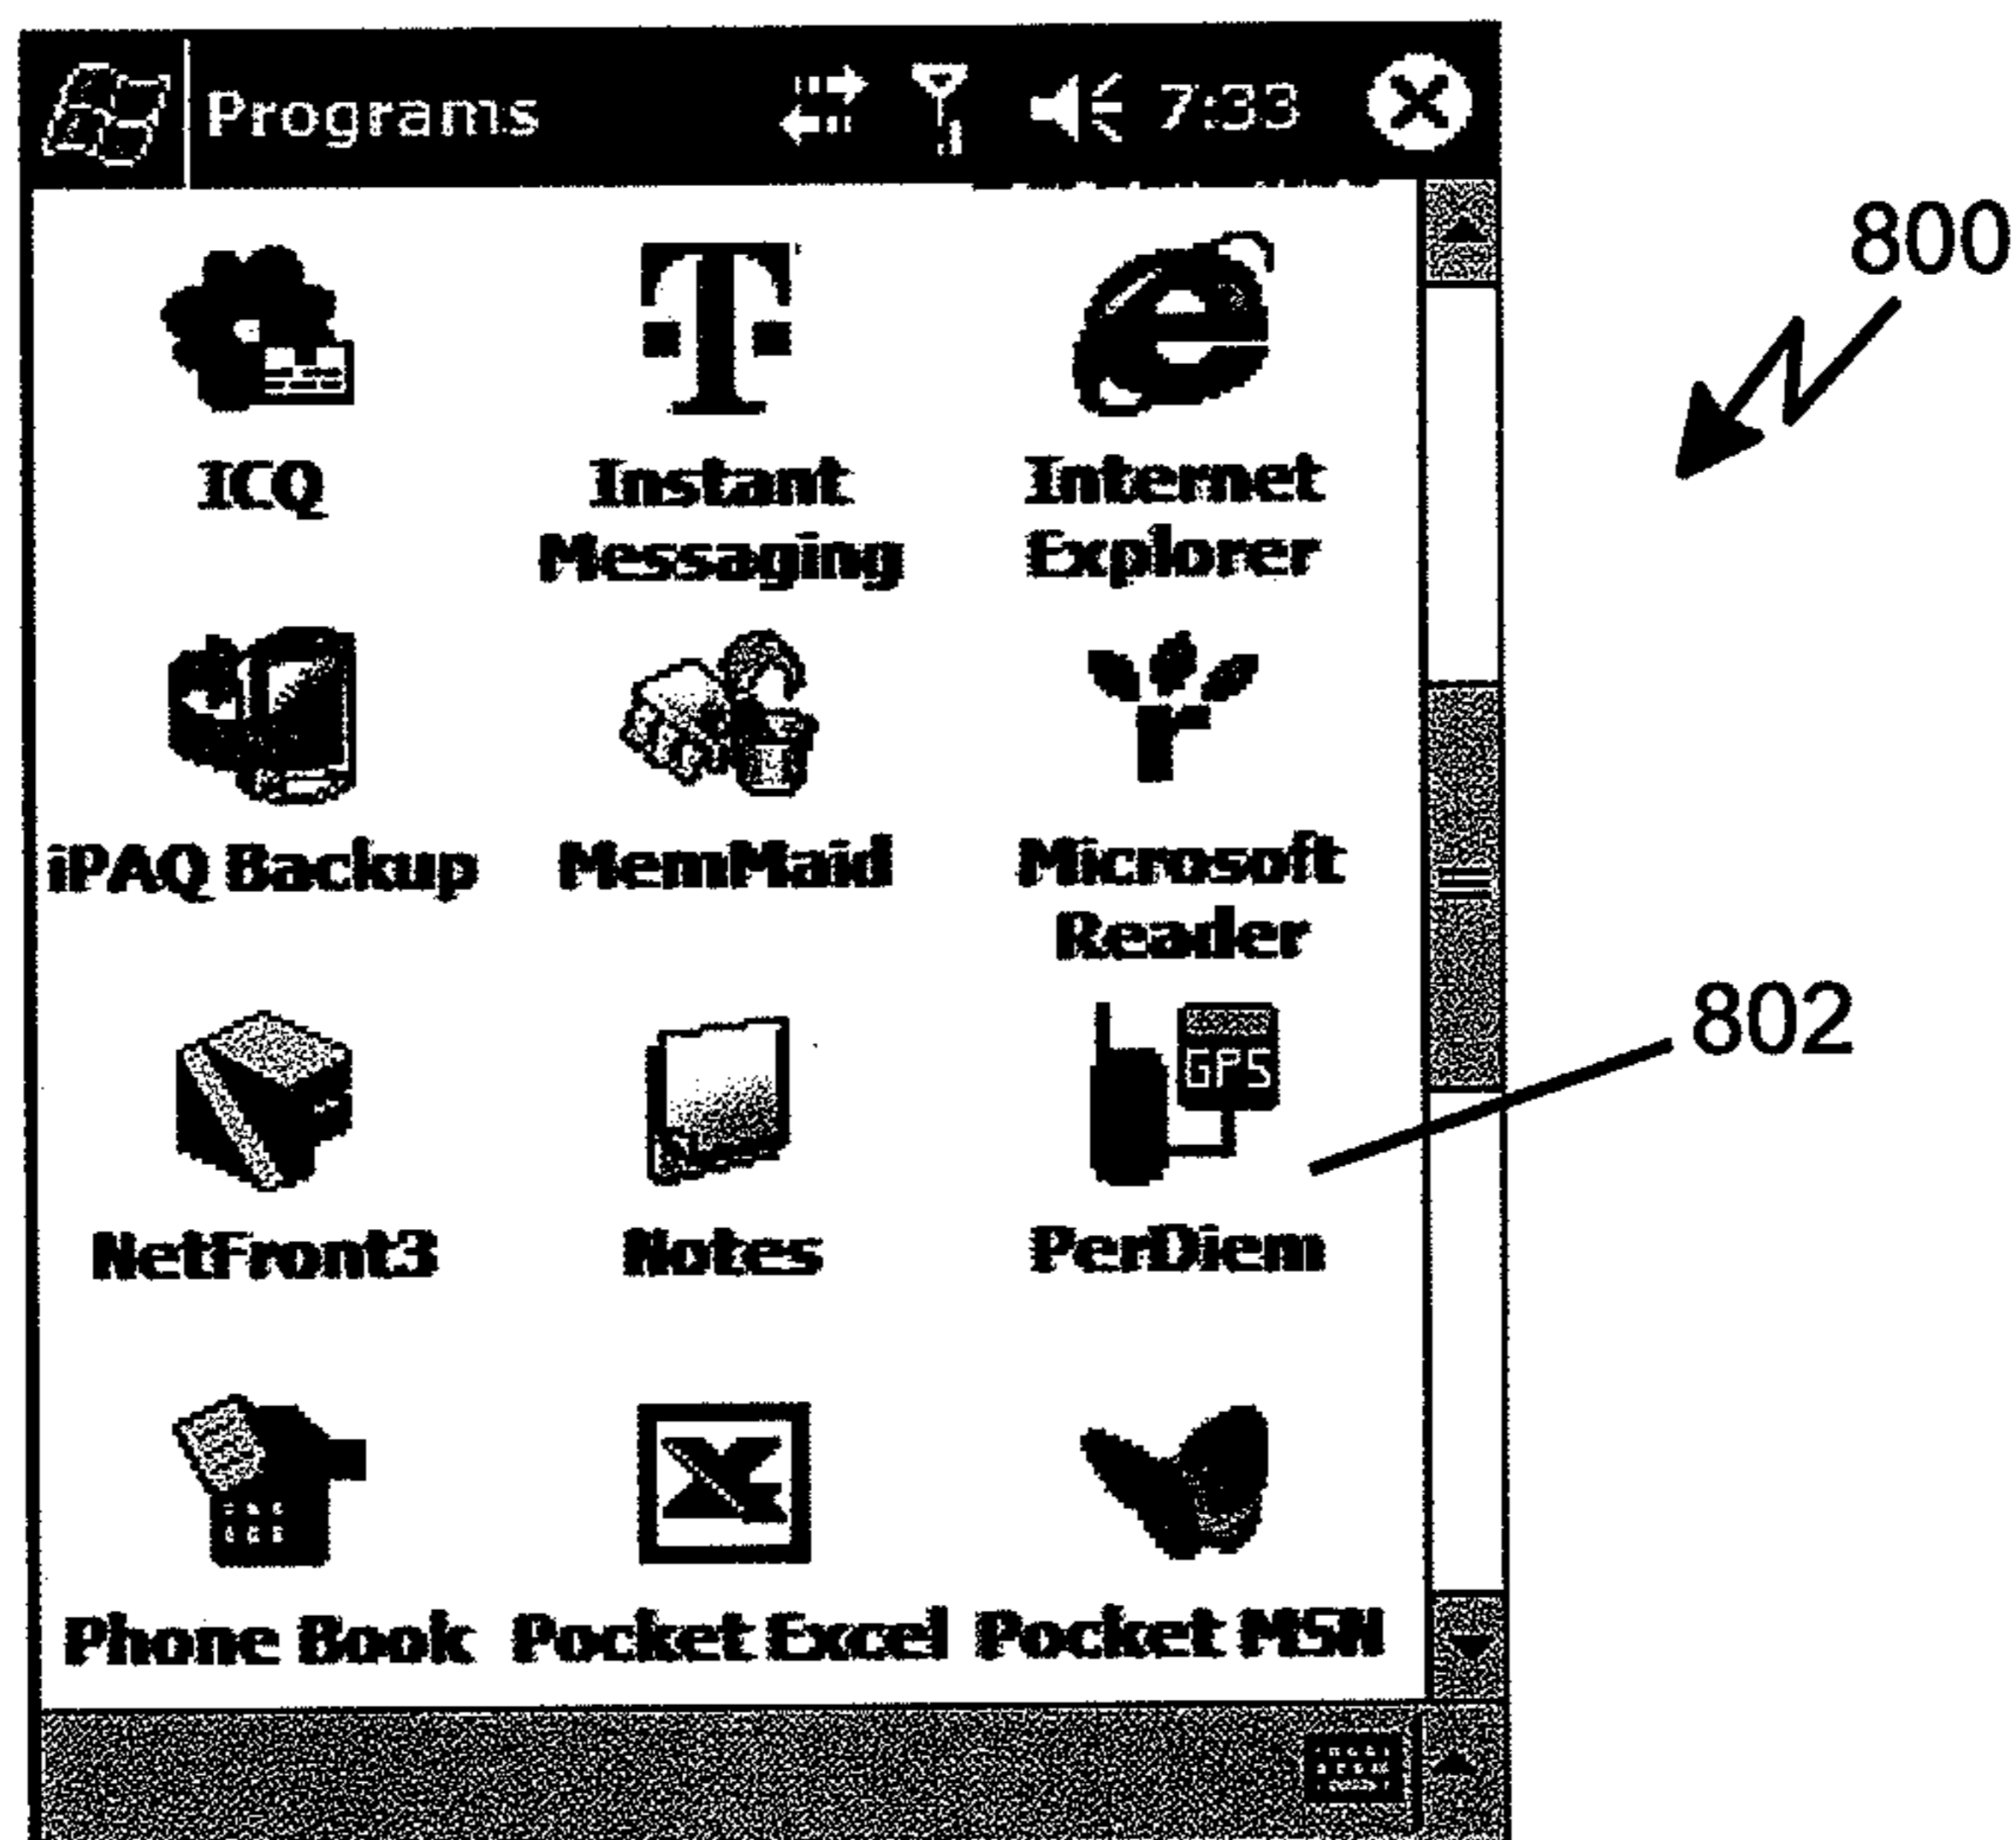 Programs 7:33
800
ICQ
Instant Messaging
Internet Explorer
iPAQ Backup
MemMaid
Microsoft Reader
802
GPS
NetFront3
Notes
PerDiem
Phone Book
Pocket Excel
Pocket MSN